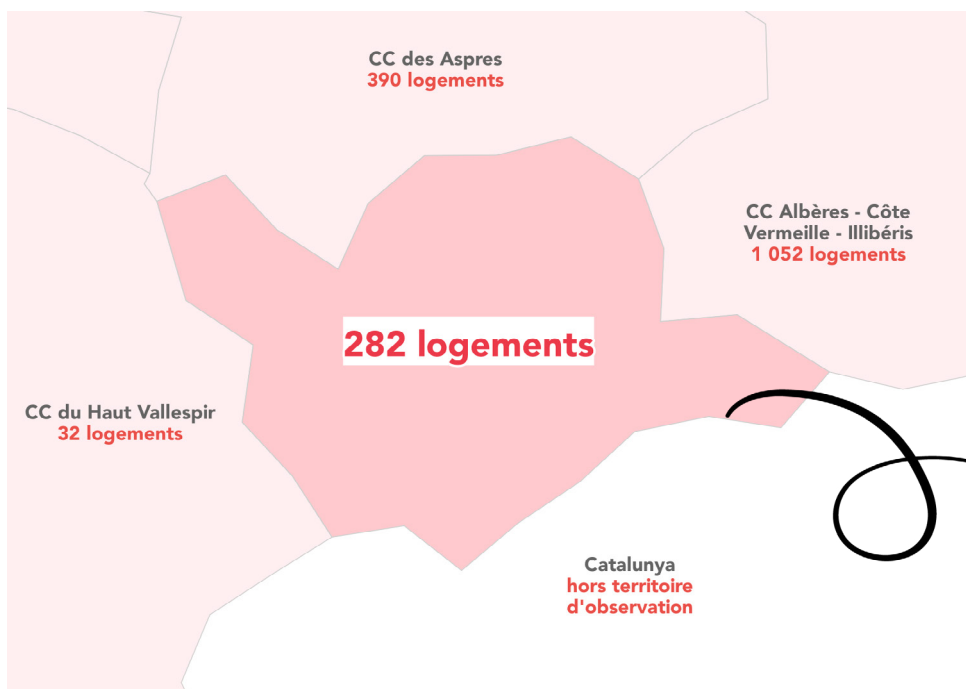 CC des Aspres
390 logements
CC Albères - Côte
Vermeille - Illibéris
1 052 logements
282 logements
CC du Haut Vallespir
32 logements
Catalunya
hors territoire
d'observation